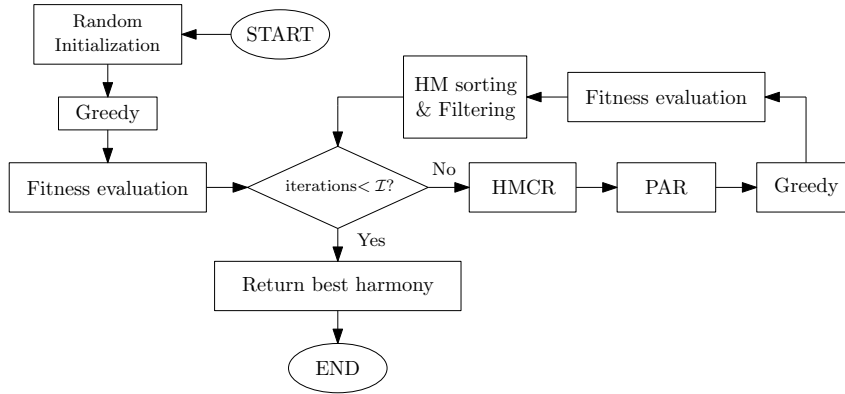 Random
Initialization
START
HM sorting
& Filtering
Fitness evaluation
Greedy
Fitness evaluation
iterations< I?
No
HMCR
PAR
Greedy
Yes
Return best harmony
END